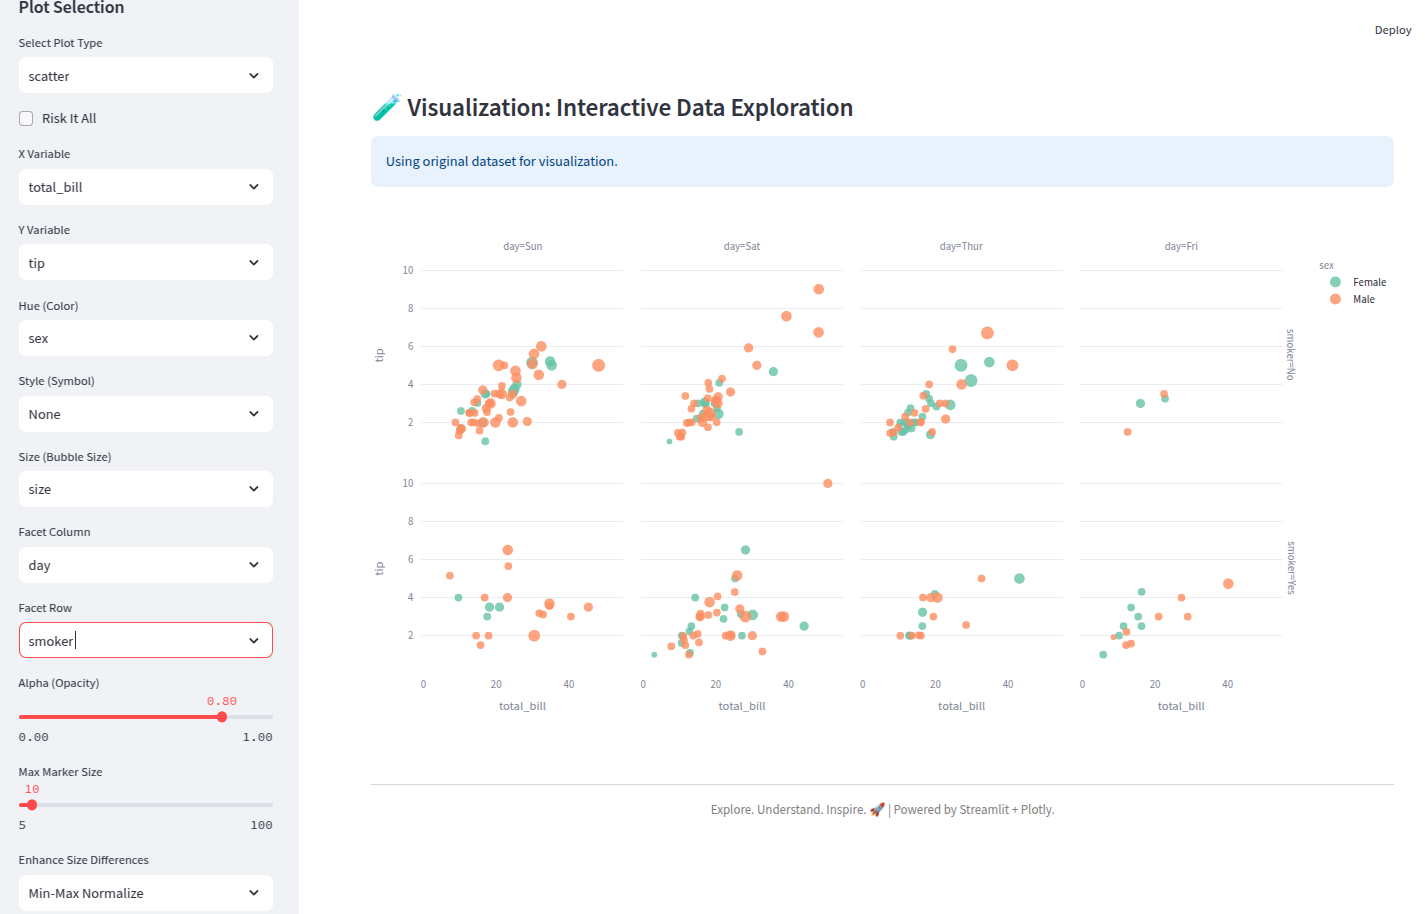 Plot Selection
Select Plot Type
scatter
Risk It All
X Variable
total_bill
Y Variable
tip
Hue (Color)
sex
Style (Symbol)
None
Size (Bubble Size)
size
Facet Column
day
Facet Row
smoker
Alpha (Opacity)
0.80
0.00 1.00
Max Marker Size
10
5 100
Enhance Size Differences
Min-Max Normalize
Deploy
🧪 Visualization: Interactive Data Exploration
Using original dataset for visualization.
day=Sun day=Sat day=Thur day=Fri
sex
Female
Male
10
8
6
4
2
tip
smoker=No
10
8
6
4
2
tip
smoker=Yes
0 20 40 0 20 40 0 20 40 0 20 40
total_bill total_bill total_bill total_bill
Explore. Understand. Inspire. 🚀 | Powered by Streamlit + Plotly.